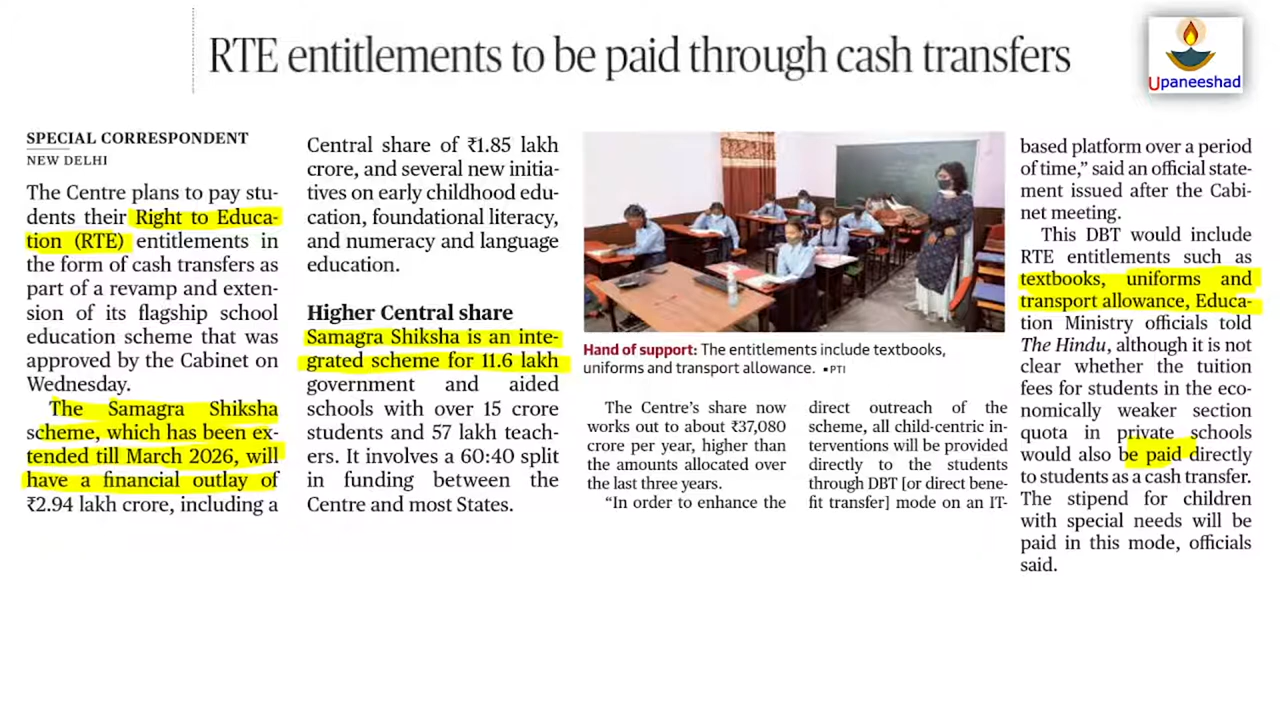 RTE entitlements to be paid through cash transfers
Upaneeshad
SPECIAL CORRESPONDENT
NEW DELHI
The Centre plans to pay stu-
dents their Right to Educa-
tion (RTE) entitlements in
the form of cash transfers as
part of a revamp and exten-
sion of its flagship school
education scheme that was
approved by the Cabinet on
Wednesday.
The Samagra Shiksha
scheme, which has been ex-
tended till March 2026, will
have a financial outlay of
₹2.94 lakh crore, including a
Central share of ₹1.85 lakh
crore, and several new initia-
tives on early childhood edu-
cation, foundational literacy,
and numeracy and language
education.
Higher Central share
Samagra Shiksha is an inte-
grated scheme for 11.6 lakh
government and aided
schools with over 15 crore
students and 57 lakh teach-
ers. It involves a 60:40 split
in funding between the
Centre and most States.
Hand of support: The entitlements include textbooks,
uniforms and transport allowance. •PTI
The Centre's share now
works out to about ₹37,080
crore per year, higher than
the amounts allocated over
the last three years.
“In order to enhance the
direct outreach of the
scheme, all child-centric in-
terventions will be provided
directly to the students
through DBT [or direct bene-
fit transfer] mode on an IT-
based platform over a period
of time,” said an official state-
ment issued after the Cabi-
net meeting.
This DBT would include
RTE entitlements such as
textbooks, uniforms and
transport allowance, Educa-
tion Ministry officials told
The Hindu, although it is not
clear whether the tuition
fees for students in the eco-
nomically weaker section
quota in private schools
would also be paid directly
to students as a cash transfer.
The stipend for children
with special needs will be
paid in this mode, officials
said.